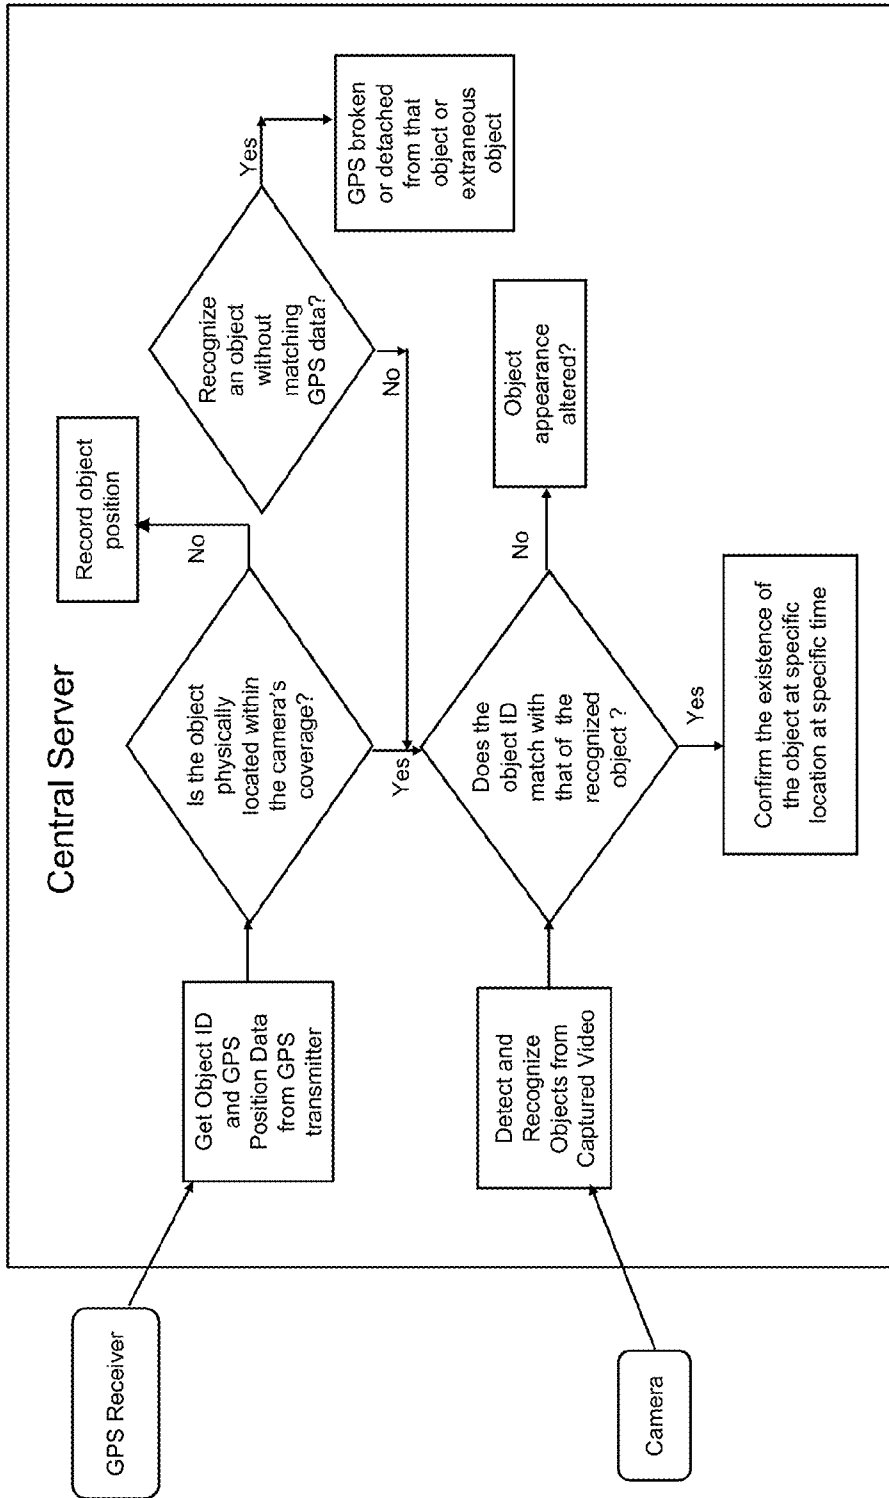 Central Server
GPS Receiver
Get Object ID
and GPS
Position Data
from GPS
transmitter
Is the object
physically
located within
the camera's
coverage?
No
Record object
position
Yes
Recognize
an object
without
matching
GPS data?
Yes
GPS broken
or detached
from that
object or
extraneous
object
No
Camera
Detect and
Recognize
Objects from
Captured Video
Does the
object ID
match with
that of the
recognized
object ?
No
Object
appearance
altered?
Yes
Confirm the existence of
the object at specific
location at specific time